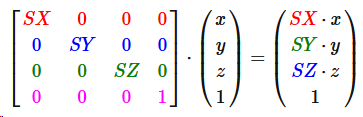 SX 0 0 0   x   SX · x
0 SY 0 0 · y = SY · y
0 0 SZ 0   z   SZ · z
0 0 0 1   1   1